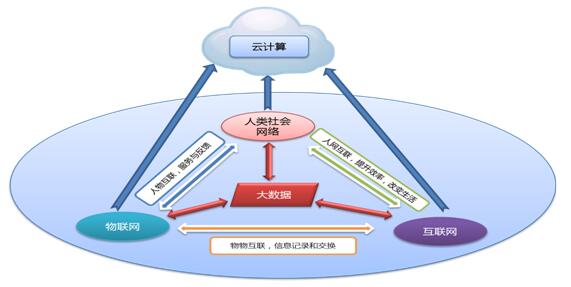 云计算
人类社会
网络
人物互联，服务与反馈
人间互联，提升效率，改变生活
大数据
物联网
互联网
物物互联，信息记录和交换